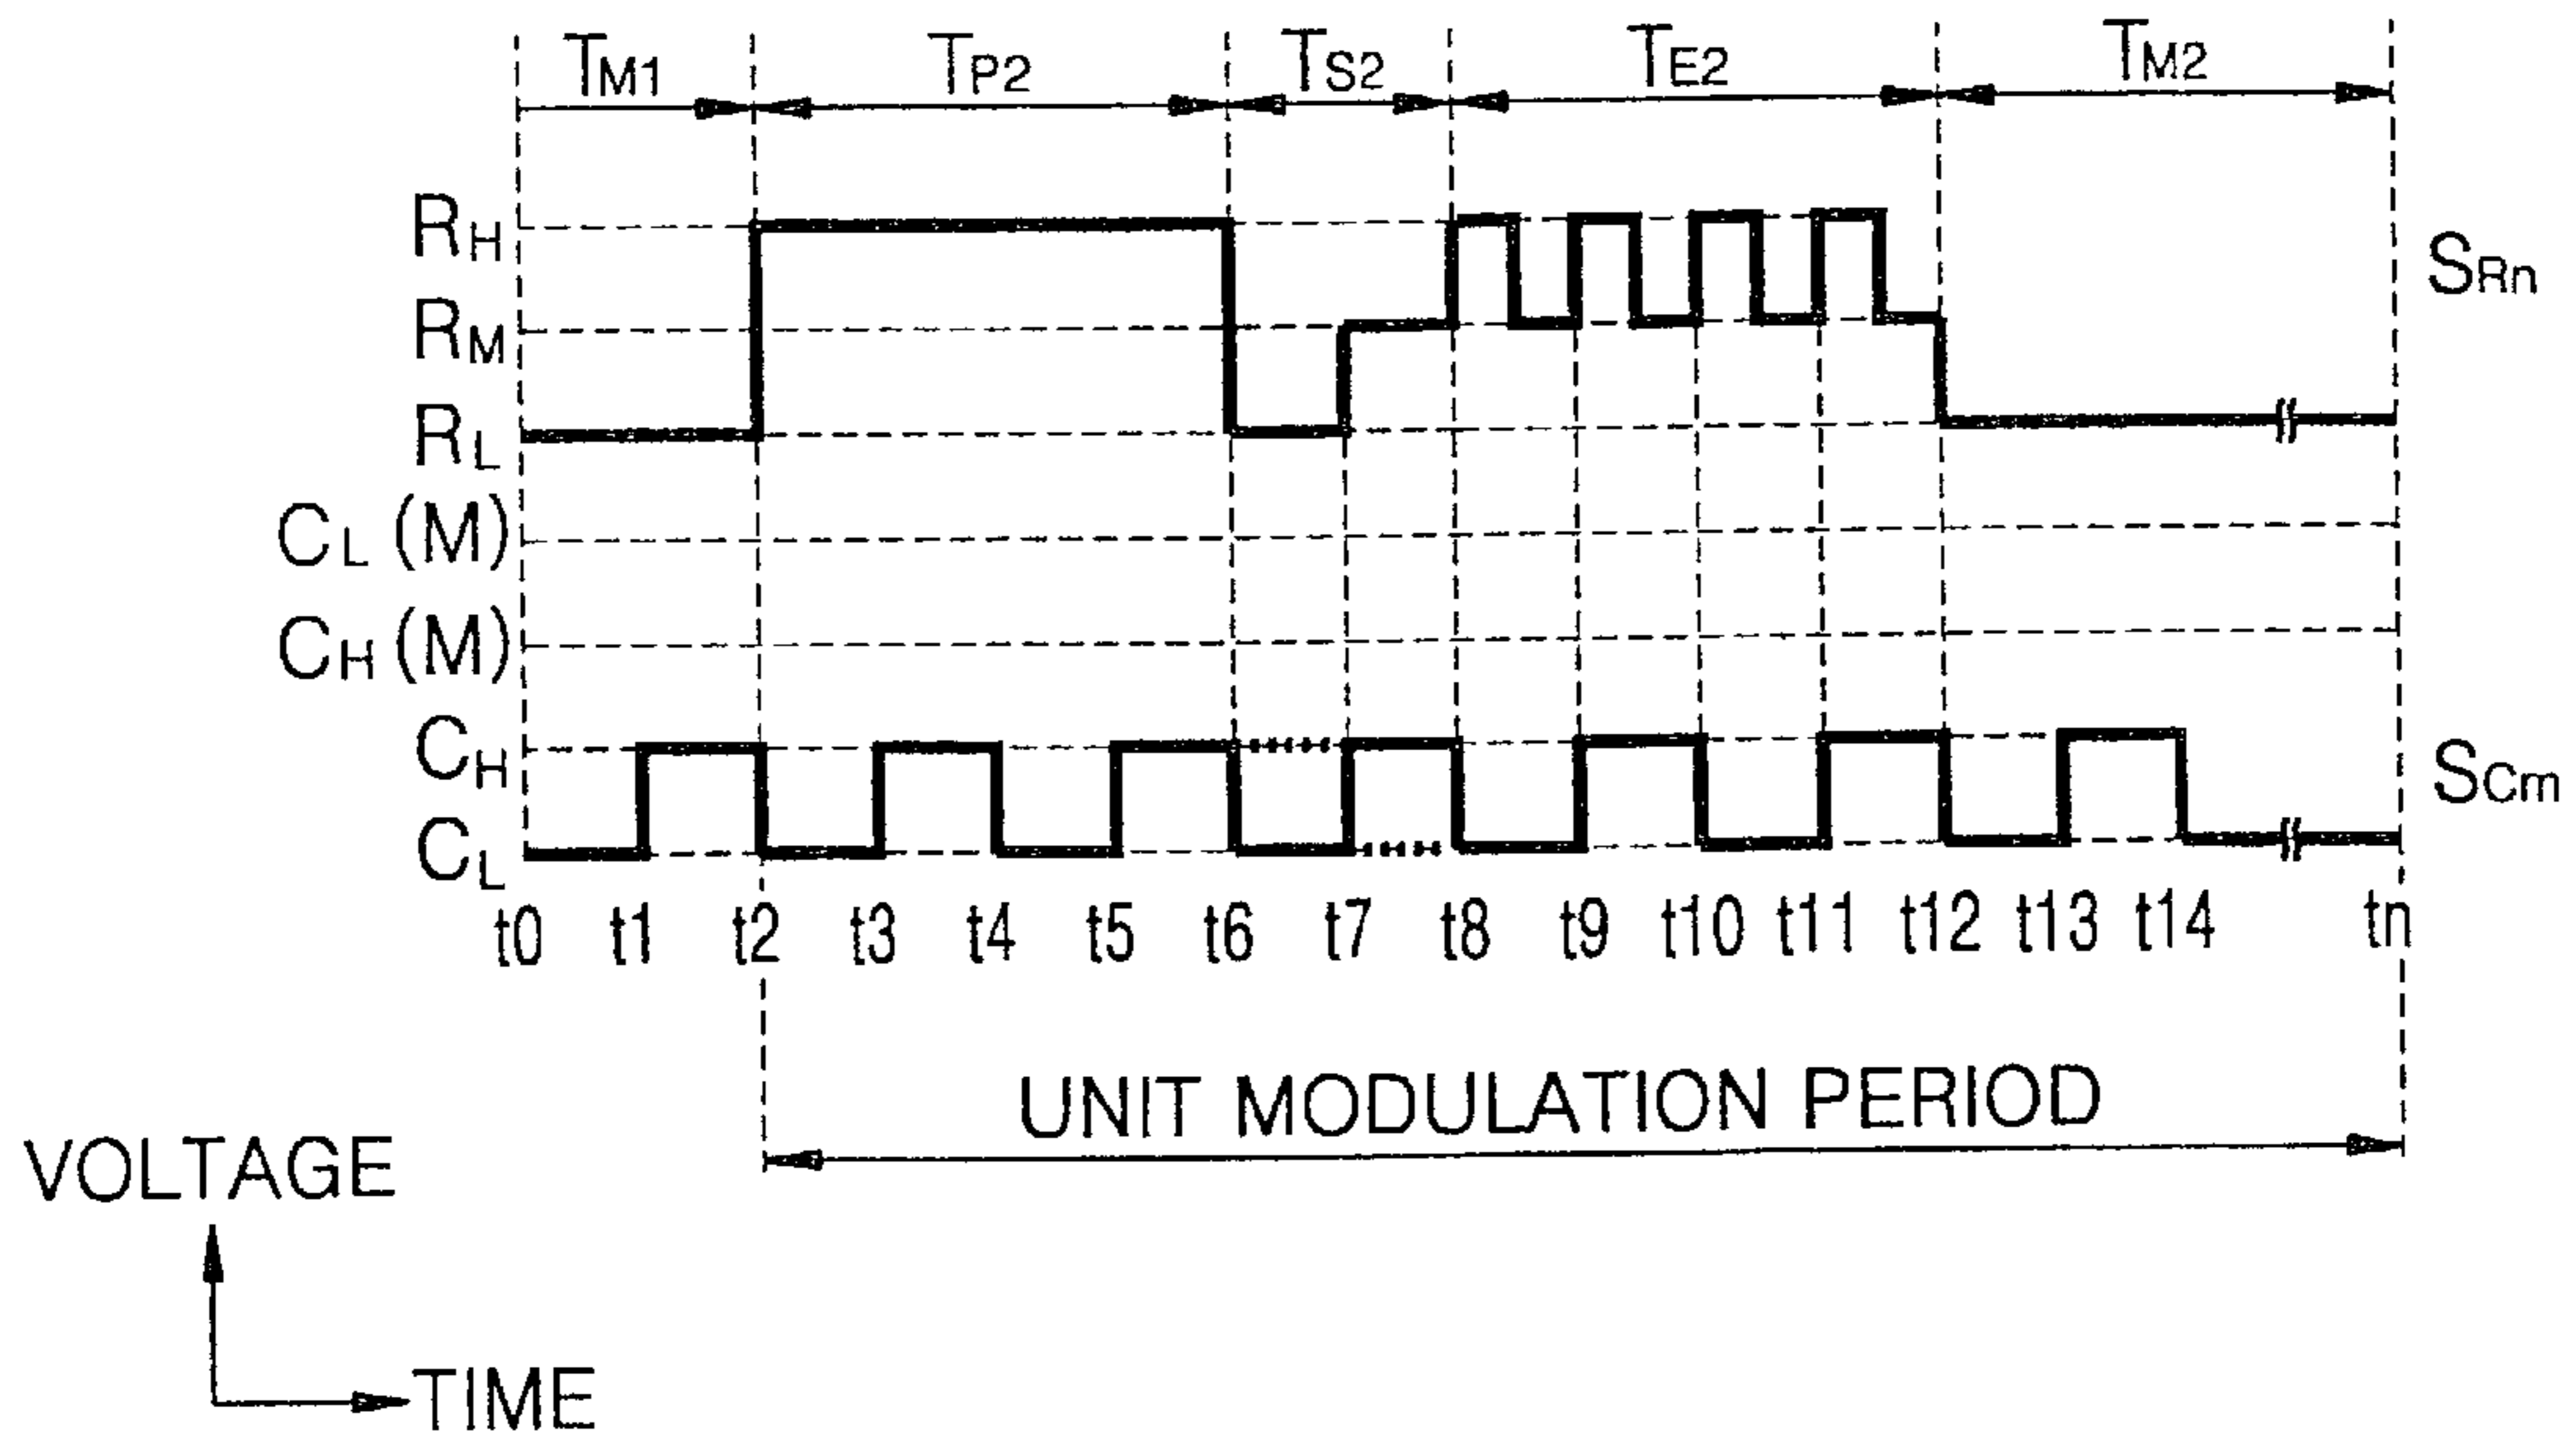 TM1 TP2 TS2 TE2 TM2
RH
SRn
RM
RL
CL (M)
CH (M)
CH
SCm
CL
t0 t1 t2 t3 t4 t5 t6 t7 t8 t9 t10 t11 t12 t13 t14 tn
UNIT MODULATION PERIOD
VOLTAGE
TIME